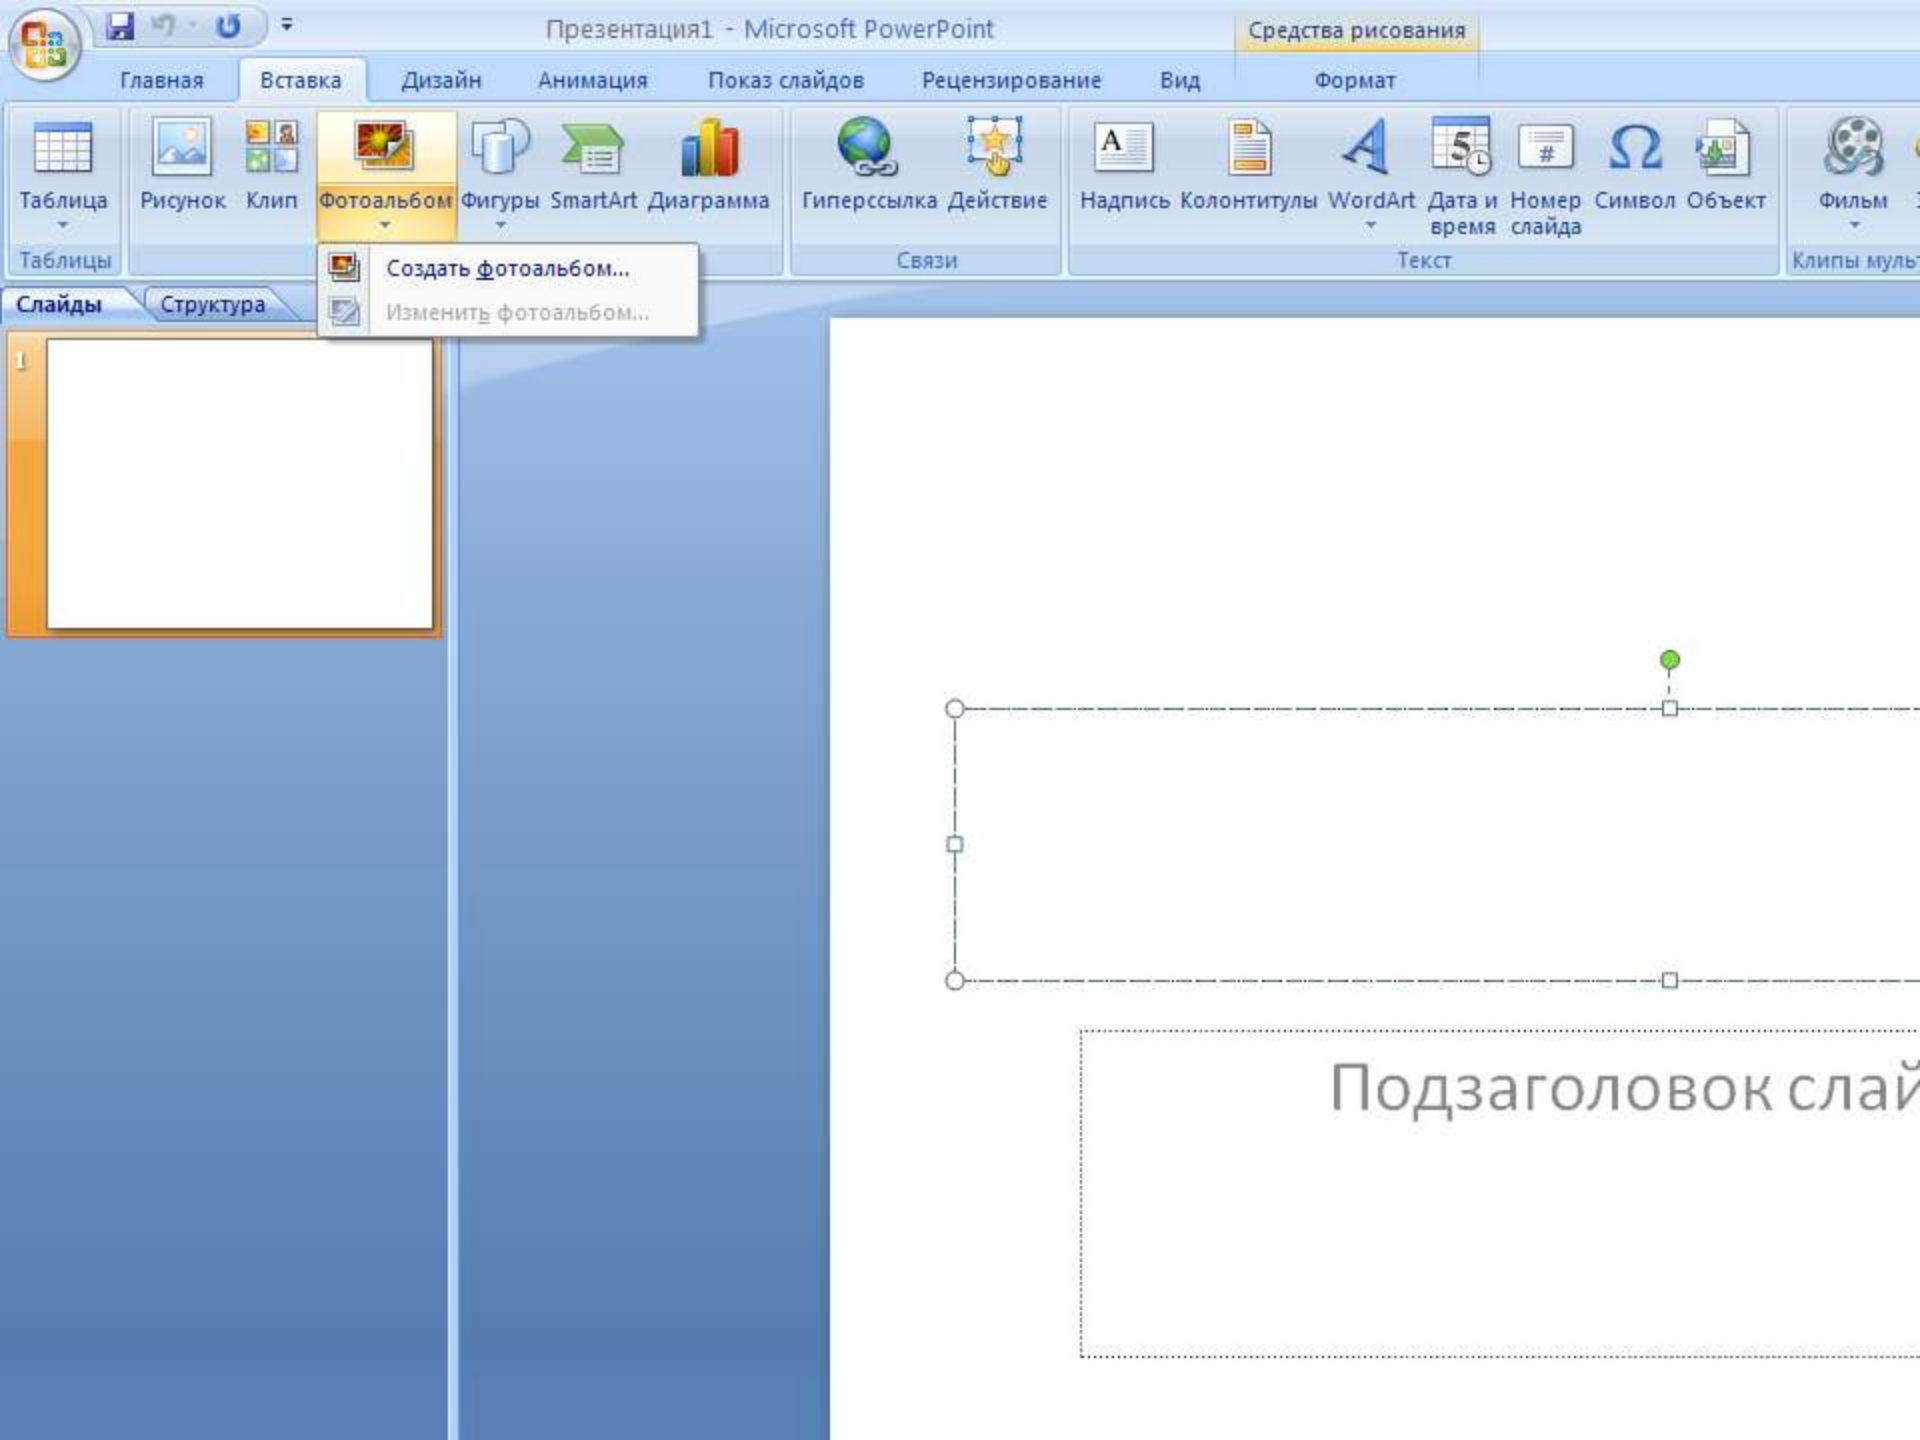 Презентация1 - Microsoft PowerPoint
Средства рисования
Главная Вставка Дизайн Анимация Показ слайдов Рецензирование Вид Формат
Таблица Рисунок Клип Фотоальбом Фигуры SmartArt Диаграмма Гиперссылка Действие Надпись Колонтитулы WordArt Дата и время Номер слайда Символ Объект Фильм
Таблицы Связи Текст Клипы муль
Создать фотоальбом...
Изменить фотоальбом...
Слайды Структура
1
Подзаголовок слай